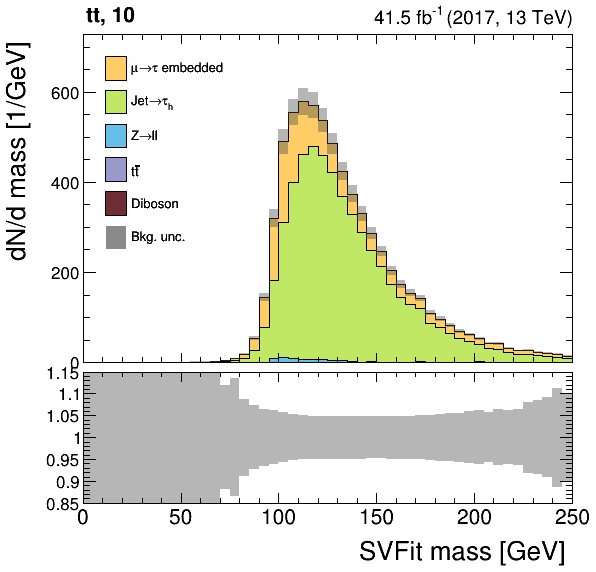 tt, 10
41.5 fb⁻¹ (2017, 13 TeV)
dN/d mass [1/GeV]
600
400
200
0
μ→τ embedded
Jet→τₕ
Z→ll
tt̄
Diboson
Bkg. unc.
1.15
1.1
1.05
1
0.95
0.9
0.85
0 50 100 150 200 250
SVFit mass [GeV]